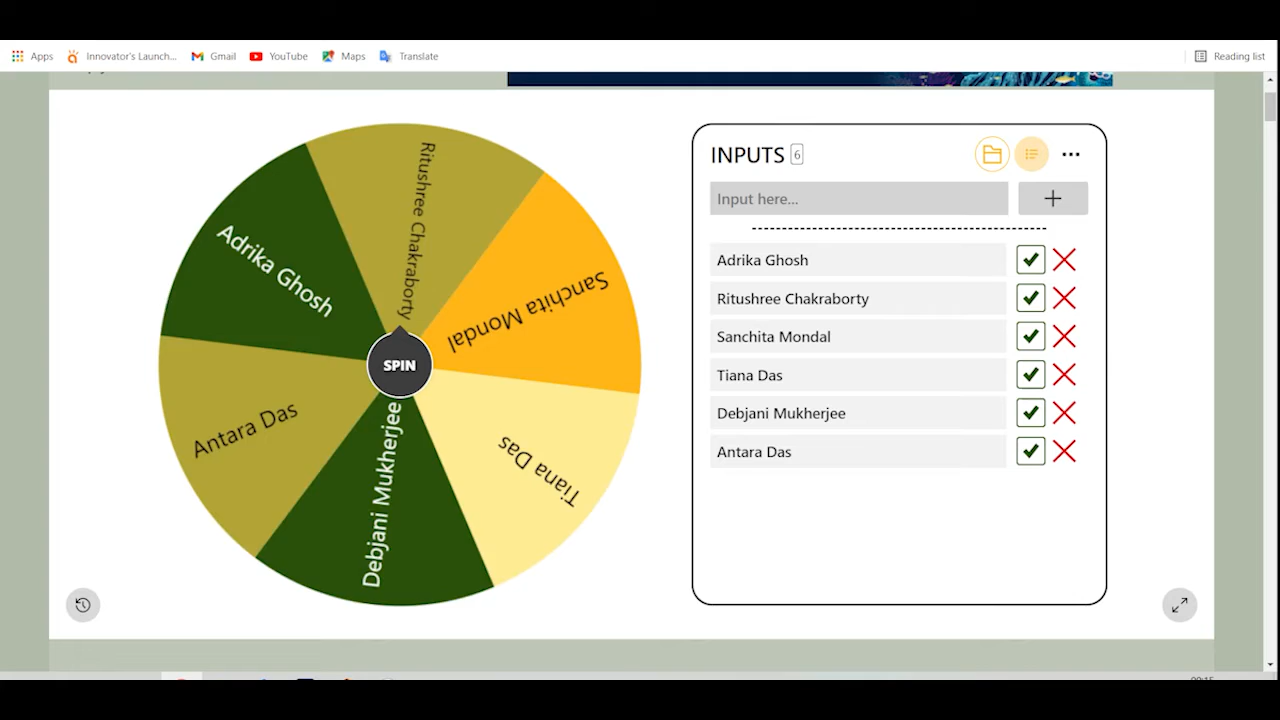 Apps Innovator's Launch... Gmail YouTube Maps Translate Reading list
Ritushree Chakraborty
Adrika Ghosh
Sanchita Mondal
SPIN
Antara Das
Tiana Das
Debjani Mukherjee
INPUTS 6
Input here...
Adrika Ghosh
Ritushree Chakraborty
Sanchita Mondal
Tiana Das
Debjani Mukherjee
Antara Das